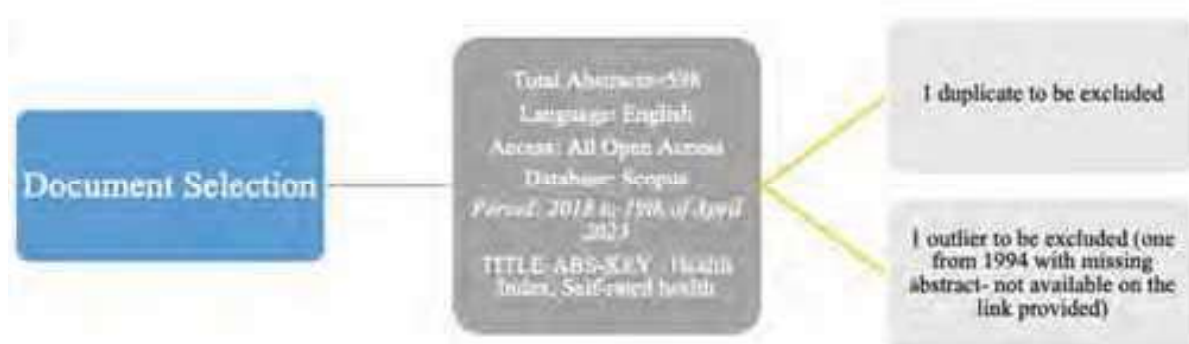 Document Selection
Total Abstracts=598
Language: English
Access: All Open Access
Database: Scopus
Period: 2018 to 19th of April
TITLE-ABS-KEY Health
Index, Self-rated health
1 duplicate to be excluded
1 outlier to be excluded (one
from 1994 with missing
abstract- not available on the
link provided)